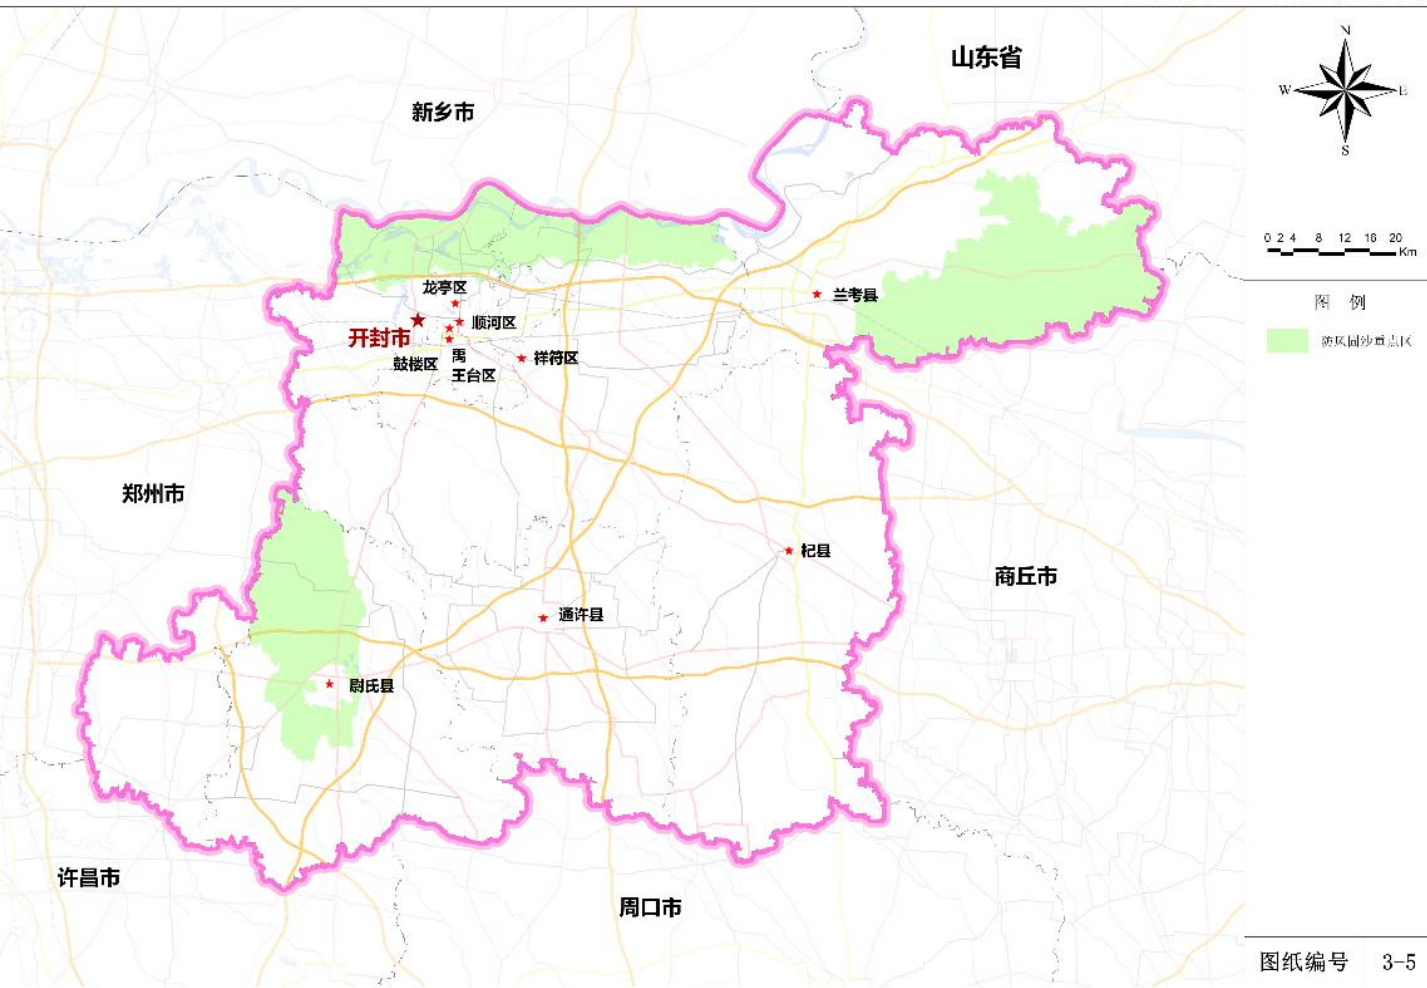 山东省
新乡市
N
W
E
S
0 2 4 8 12 16 20
Km
图 例
防风固沙重点区
龙亭区
兰考县
开封市
顺河区
鼓楼区
禹
王台区
祥符区
郑州市
杞县
商丘市
通许县
尉氏县
许昌市
周口市
图纸编号 3-5